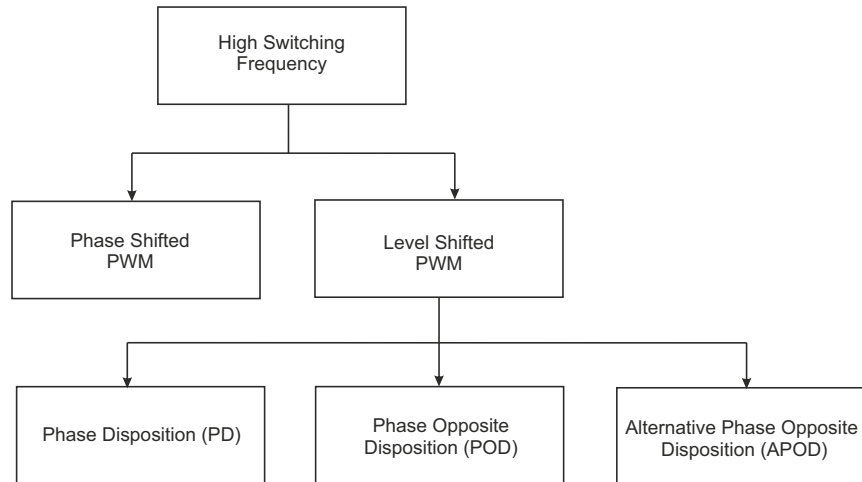 High Switching
Frequency
Phase Shifted
PWM
Level Shifted
PWM
Phase Disposition (PD)
Phase Opposite
Disposition (POD)
Alternative Phase Opposite
Disposition (APOD)